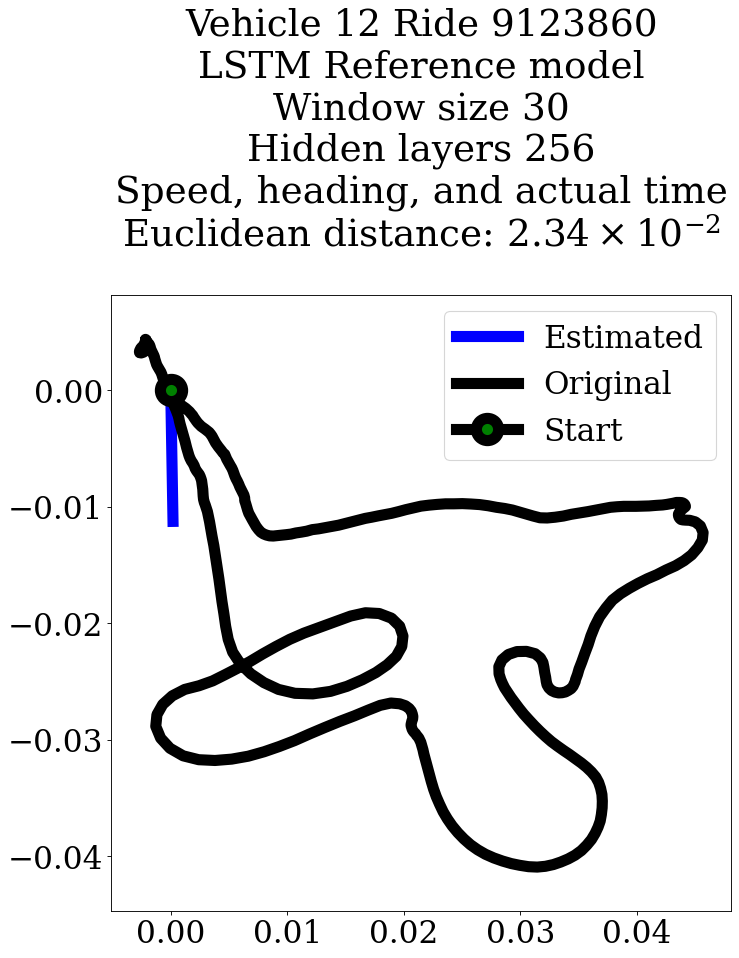 Vehicle 12 Ride 9123860
LSTM Reference model
Window size 30
Hidden layers 256
Speed, heading, and actual time
Euclidean distance: 2.34 × 10⁻²
Estimated
Original
Start
0.00
−0.01
−0.02
−0.03
−0.04
0.00 0.01 0.02 0.03 0.04